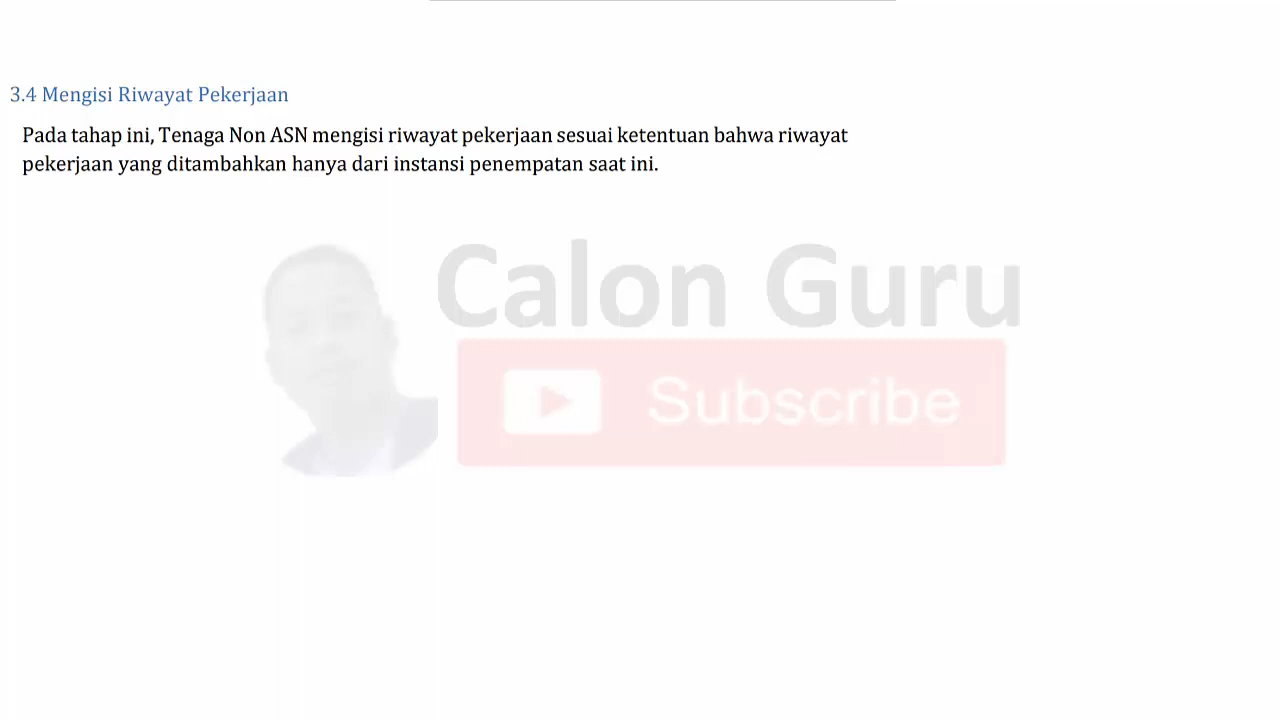 3.4 Mengisi Riwayat Pekerjaan
Pada tahap ini, Tenaga Non ASN mengisi riwayat pekerjaan sesuai ketentuan bahwa riwayat
pekerjaan yang ditambahkan hanya dari instansi penempatan saat ini.
Calon Guru
Subscribe